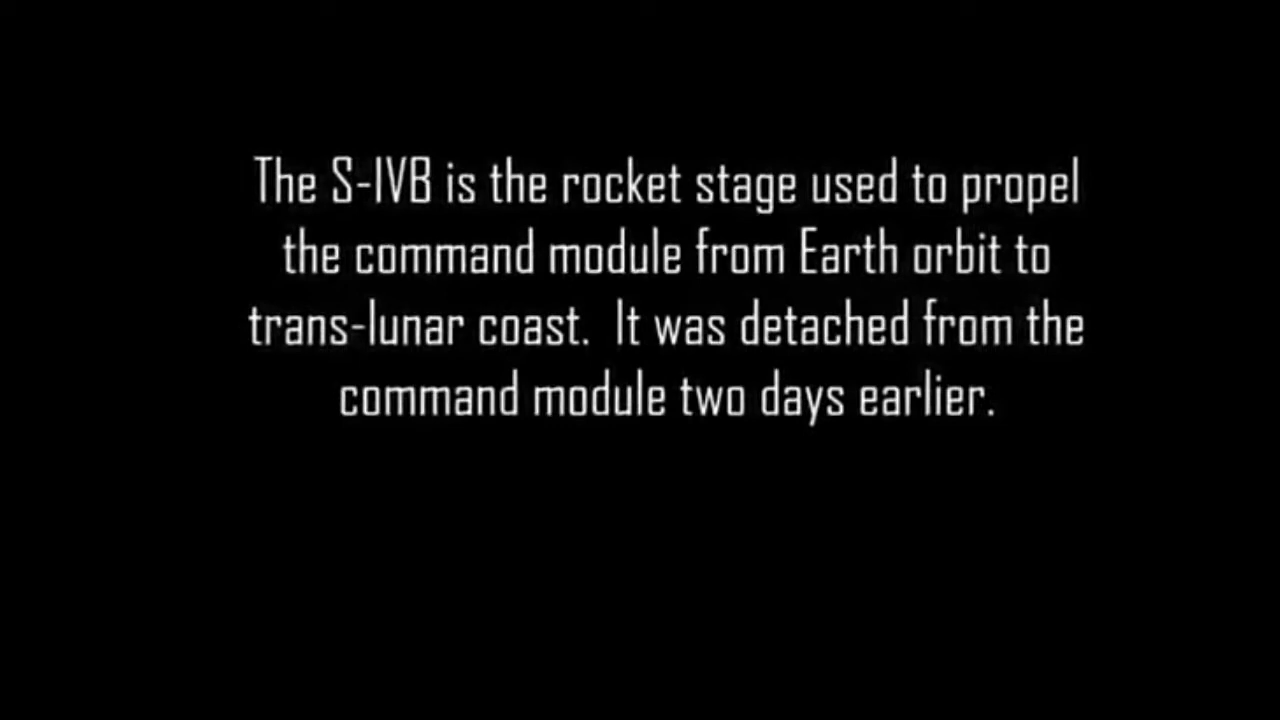 The S-IVB is the rocket stage used to propel
the command module from Earth orbit to
trans-lunar coast.  It was detached from the
command module two days earlier.